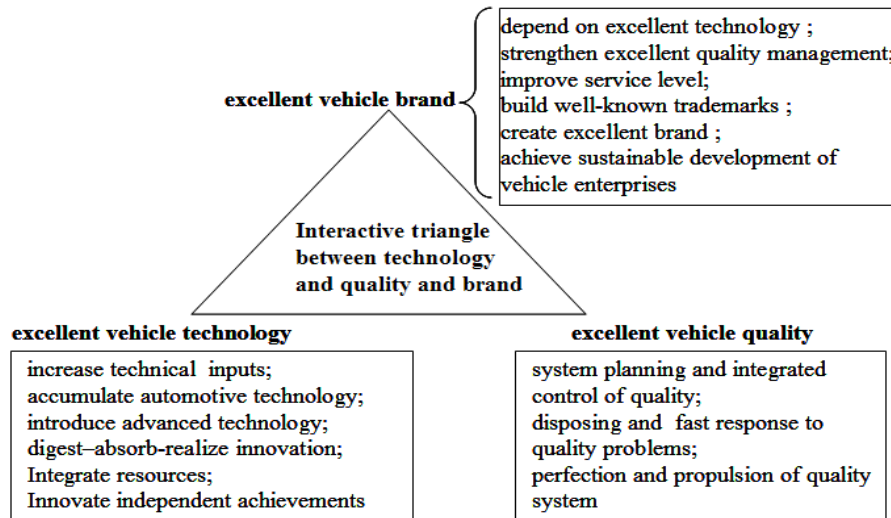 depend on excellent technology ;
strengthen excellent quality management;
improve service level;
build well-known trademarks ;
create excellent brand ;
achieve sustainable development of
vehicle enterprises
excellent vehicle brand
Interactive triangle
between technology
and quality and brand
excellent vehicle technology
increase technical inputs;
accumulate automotive technology;
introduce advanced technology;
digest–absorb-realize innovation;
Integrate resources;
Innovate independent achievements
excellent vehicle quality
system planning and integrated
control of quality;
disposing and fast response to
quality problems;
perfection and propulsion of quality
system